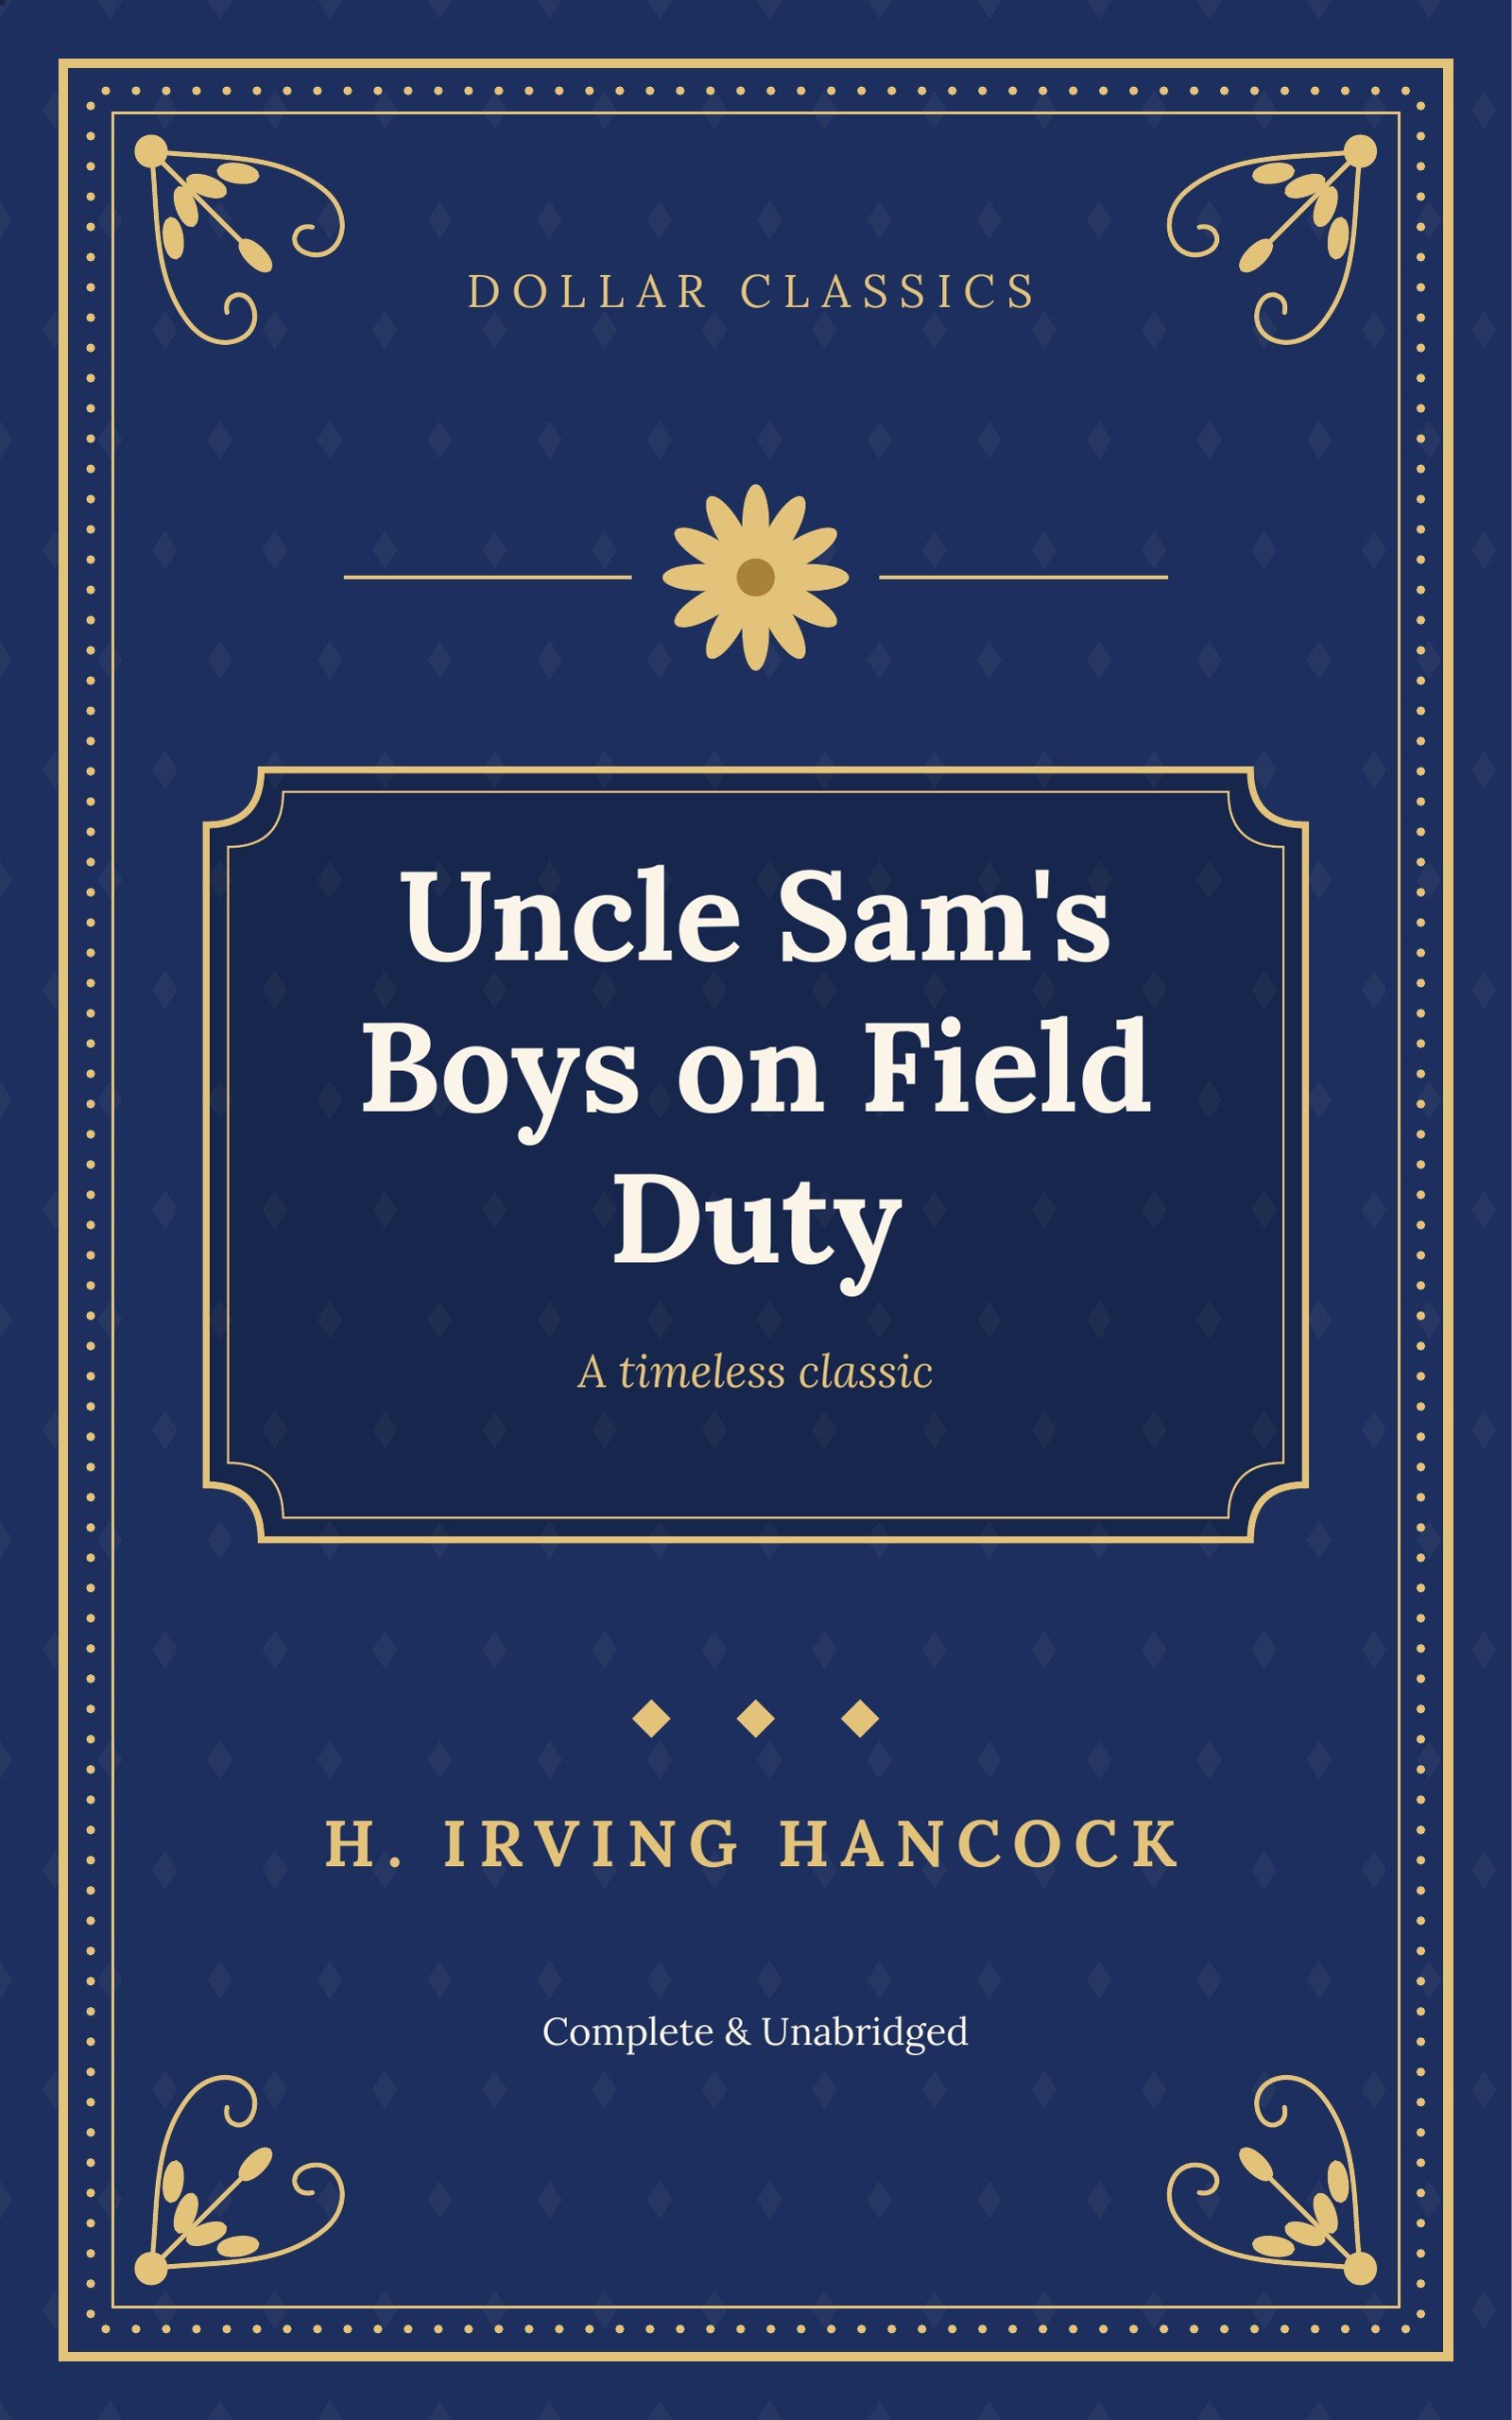 DOLLAR CLASSICS
Uncle Sam's
Boys on Field
Duty
A timeless classic
H. IRVING HANCOCK
Complete & Unabridged